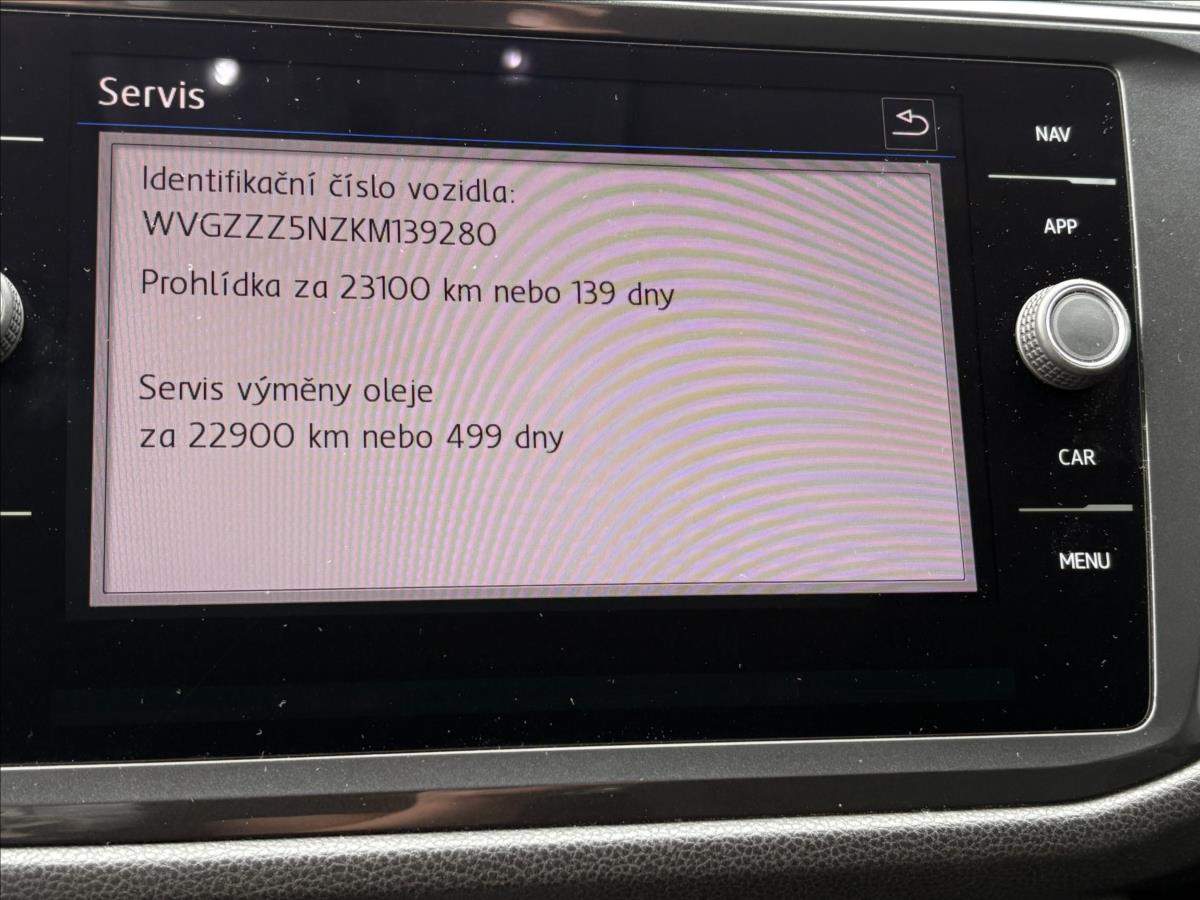 Servis
Identifikační číslo vozidla:
WVGZZZ5NZKM139280
Prohlídka za 23100 km nebo 139 dny
Servis výměny oleje
za 22900 km nebo 499 dny
NAV
APP
CAR
MENU